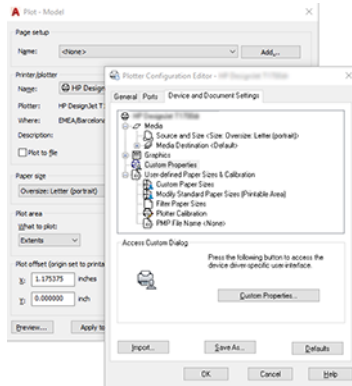 Plot - Model
Page setup
Name:
<None>
Add...
Printer/plotter
Name:
HP Design
Plotter:
HP DesignJet T
Where:
EMEA/Barcelona
Description:
Plot to file
Paper size
Oversize: Letter (portrait)
Plot area
What to plot:
Extents
Plot offset (origin set to printa
X:
1.175375
inches
Y:
0.000000
inch
Preview...
Apply to
Plotter Configuration Editor -
General
Ports
Device and Document Settings
Media
Source and Size <Size: Oversize: Letter (portrait)>
Media Destination <Default>
Graphics
Custom Properties
User-defined Paper Sizes & Calibration
Custom Paper Sizes
Modify Standard Paper Sizes (Printable Area)
Filter Paper Sizes
Plotter Calibration
PMP File Name <None>
Access Custom Dialog
Press the following button to access the
device driver-specific user interface.
Custom Properties...
Import...
Save As...
Defaults
OK
Cancel
Help